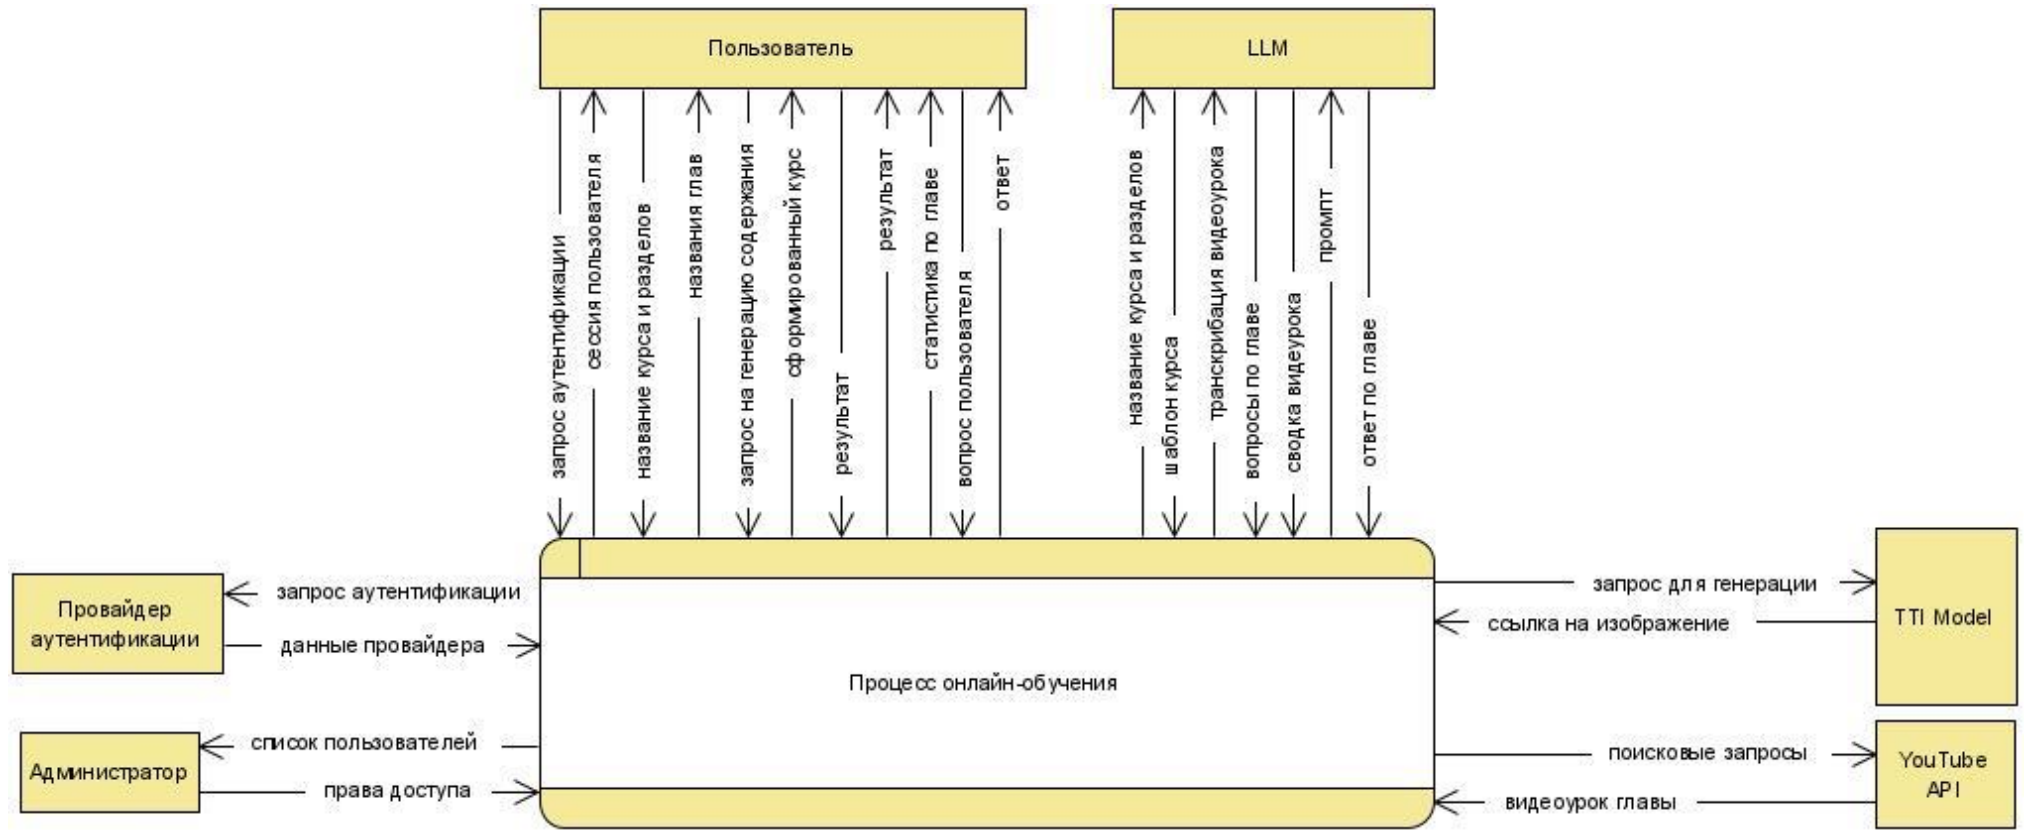 Пользователь
LLM
запрос аутентификации
сессия пользователя
название курса и разделов
названия глав
запрос на генерацию содержания
сформированный курс
результат
результат
статистика по главе
вопрос пользователя
ответ
название курса и разделов
шаблон курса
транскрибация видеоурока
вопросы по главе
сводка видеурока
промпт
ответ по главе
Провайдер
аутентификации
запрос аутентификации
данные провайдера
Администратор
список пользователей
права доступа
Процесс онлайн-обучения
запрос для генерации
ссылка на изображение
TTI Model
поисковые запросы
видеоурок главы
YouTube
API